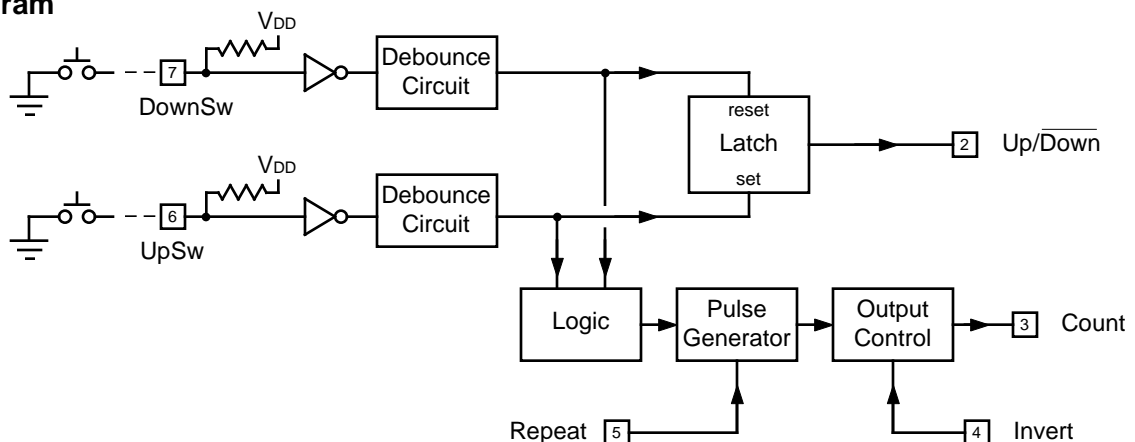 ram
VDD
7
Debounce
Circuit
DownSw
reset
Latch
set
2 Up/Down
VDD
6
Debounce
Circuit
UpSw
Logic
Pulse
Generator
Output
Control
3 Count
Repeat 5
4 Invert